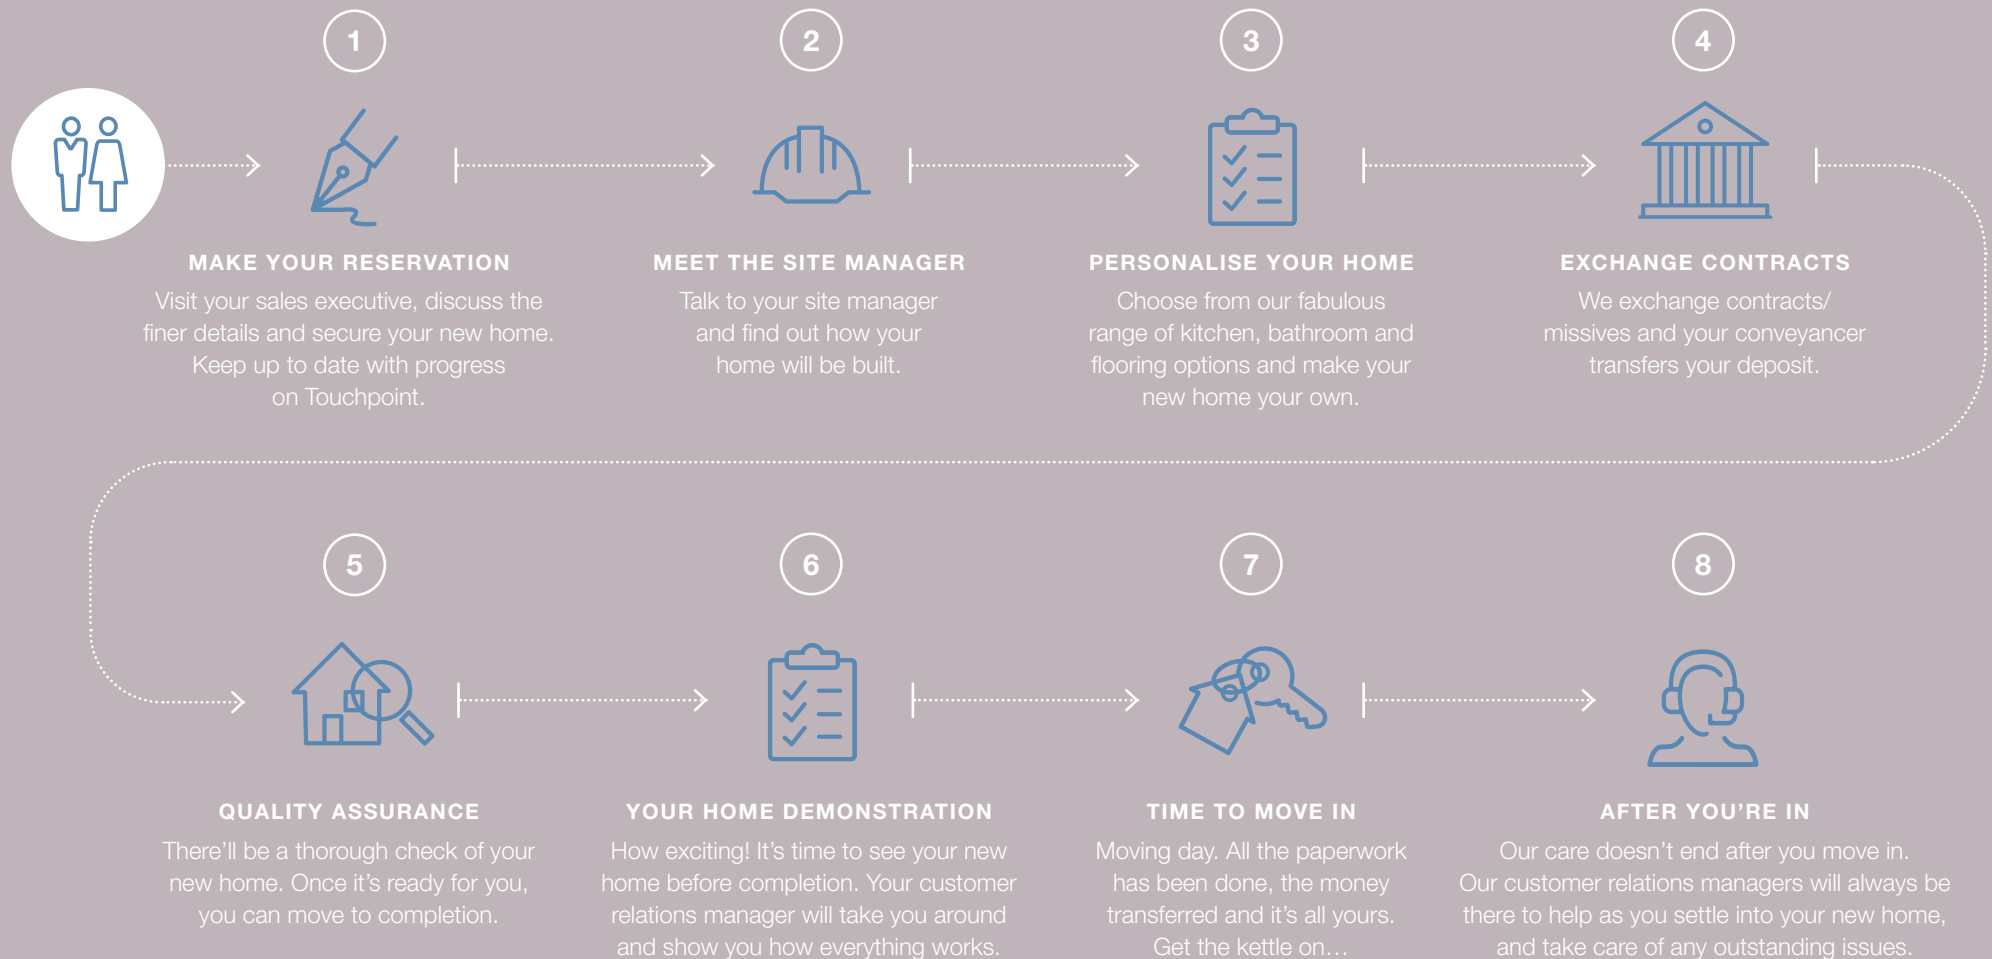 1
MAKE YOUR RESERVATION
Visit your sales executive, discuss the
finer details and secure your new home.
Keep up to date with progress
on Touchpoint.
2
MEET THE SITE MANAGER
Talk to your site manager
and find out how your
home will be built.
3
PERSONALISE YOUR HOME
Choose from our fabulous
range of kitchen, bathroom and
flooring options and make your
new home your own.
4
EXCHANGE CONTRACTS
We exchange contracts/
missives and your conveyancer
transfers your deposit.
5
QUALITY ASSURANCE
There’ll be a thorough check of your
new home. Once it’s ready for you,
you can move to completion.
6
YOUR HOME DEMONSTRATION
How exciting! It’s time to see your new
home before completion. Your customer
relations manager will take you around
and show you how everything works.
7
TIME TO MOVE IN
Moving day. All the paperwork
has been done, the money
transferred and it’s all yours.
Get the kettle on…
8
AFTER YOU’RE IN
Our care doesn’t end after you move in.
Our customer relations managers will always be
there to help as you settle into your new home,
and take care of any outstanding issues.